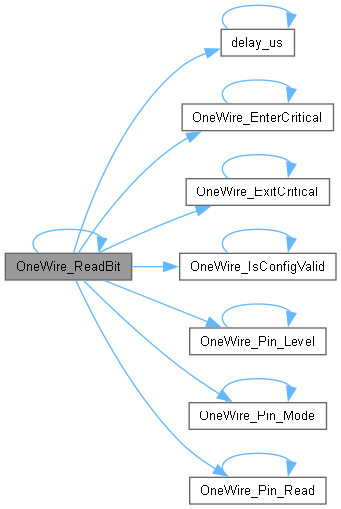 delay_us
OneWire_EnterCritical
OneWire_ExitCritical
OneWire_ReadBit
OneWire_IsConfigValid
OneWire_Pin_Level
OneWire_Pin_Mode
OneWire_Pin_Read